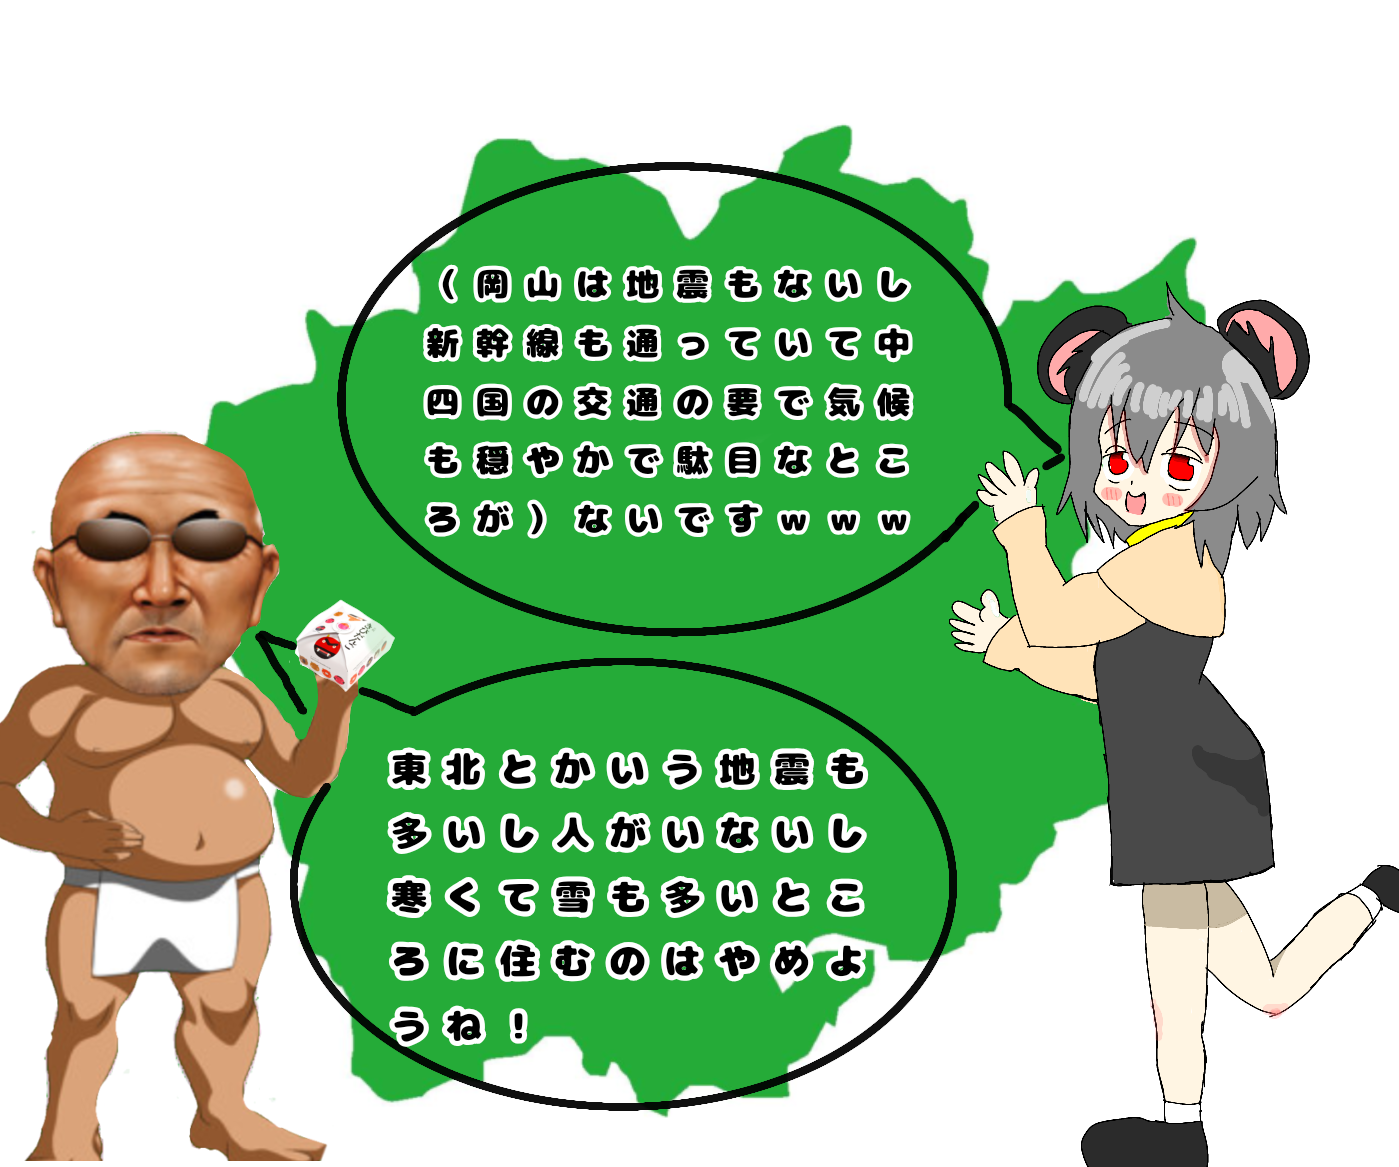 （岡山は地震もないし
新幹線も通っていて中
四国の交通の要で気候
も穏やかで駄目なとこ
ろが）ないですｗｗｗ
東北とかいう地震も
多いし人がいないし
寒くて雪も多いとこ
ろに住むのはやめよ
うね！